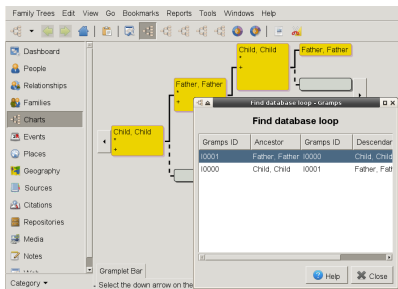 Family Trees Edit View Go Bookmarks Reports Tools Windows Help
Dashboard
People
Relationships
Families
Charts
Events
Places
Geography
Sources
Citations
Repositories
Media
Notes
Category
Child, Child
*
+
Father, Father
*
+
Child, Child
*
+
Father, Father
Gramplet Bar
Select the down arrow on the
Find database loop - Gramps
Find database loop
Gramps ID Ancestor Gramps ID Descendan
I0001 Father, Father I0000 Child, Child
I0000 Child, Child I0001 Father, Fath
Help Close